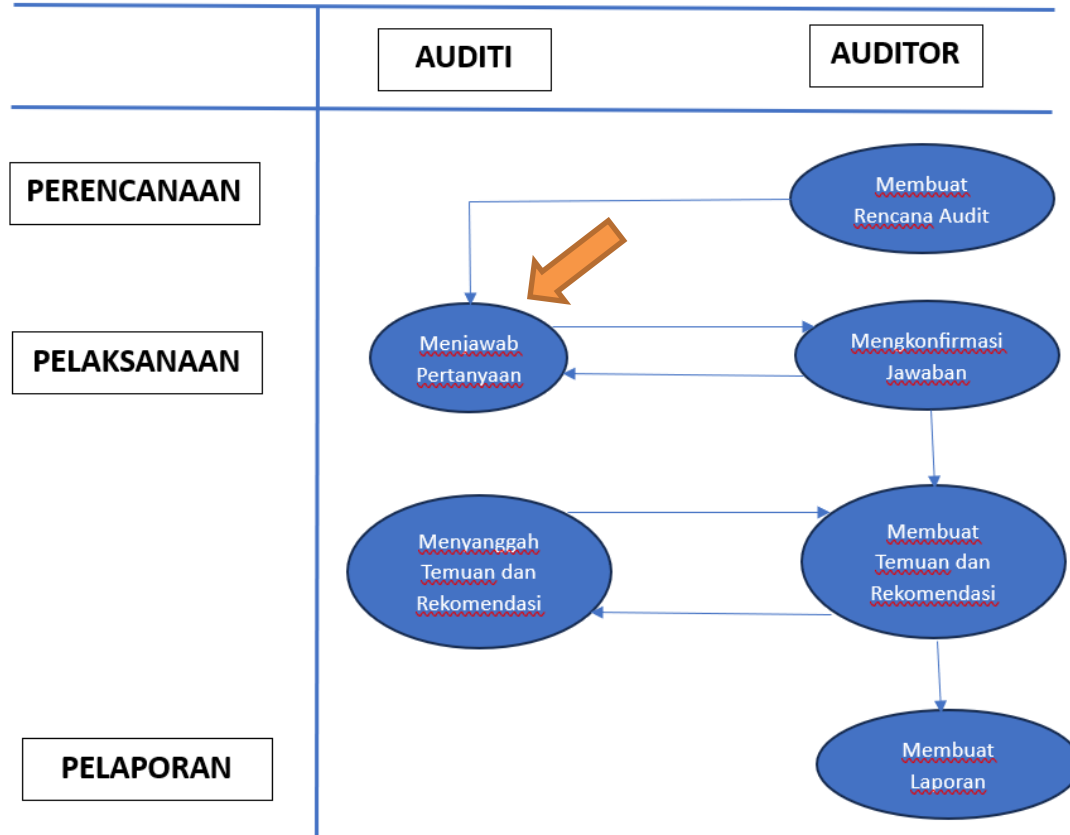 AUDITI
AUDITOR
PERENCANAAN
Membuat
Rencana Audit
PELAKSANAAN
Menjawab
Pertanyaan
Mengkonfirmasi
Jawaban
Menyanggah
Temuan dan
Rekomendasi
Membuat
Temuan dan
Rekomendasi
PELAPORAN
Membuat
Laporan